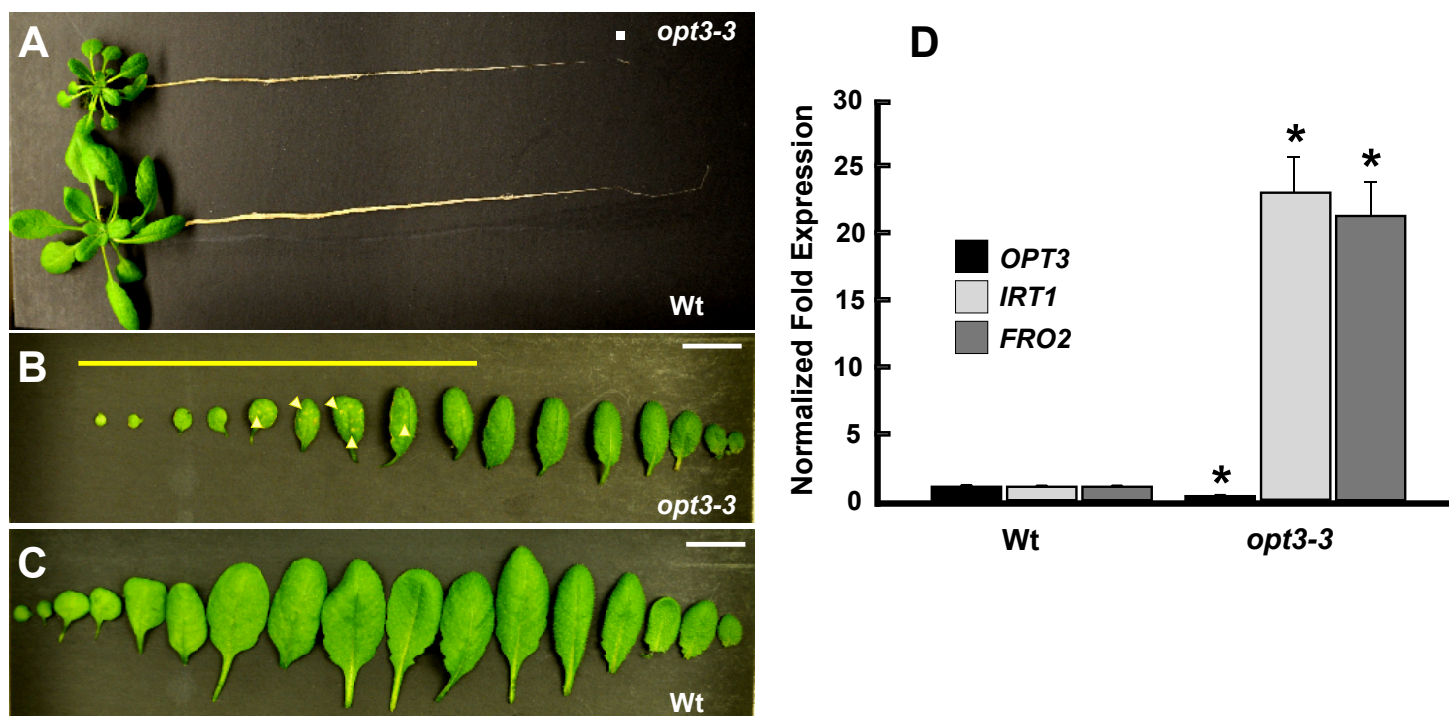 A
opt3-3
Wt
B
opt3-3
C
Wt
D
Normalized Fold Expression
30
25
20
15
10
5
0
OPT3
IRT1
FRO2
*
*
*
Wt
opt3-3